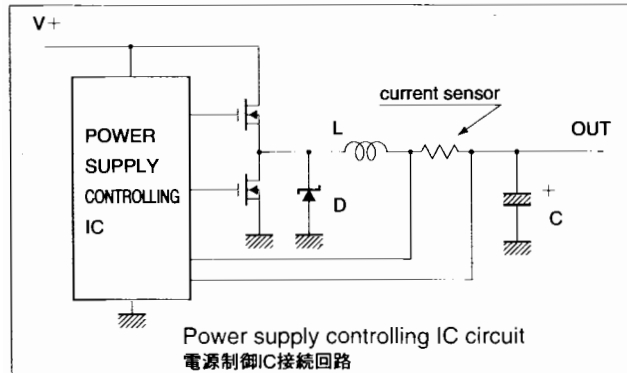 V+
current sensor
L
OUT
POWER
SUPPLY
CONTROLLING
IC
D
+
C
Power supply controlling IC circuit
電源制御IC接続回路